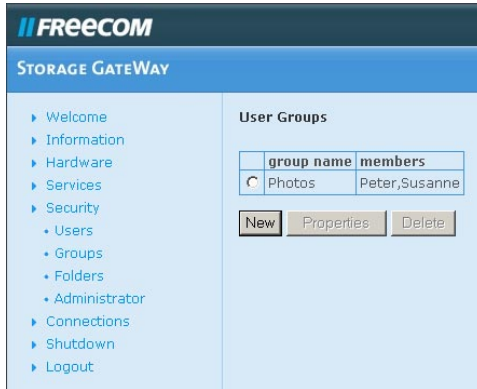 FREECOM
STORAGE GATEWAY
Welcome
Information
Hardware
Services
Security
Users
Groups
Folders
Administrator
Connections
Shutdown
Logout
User Groups
group name members
Photos Peter,Susanne
New Properties Delete